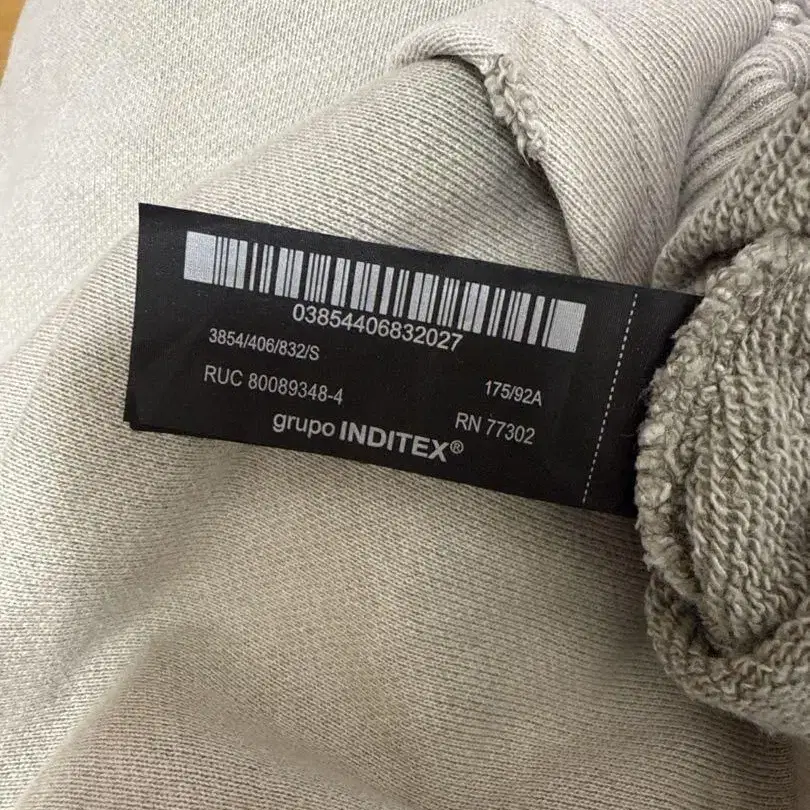 03854406832027
3854/406/832/S
175/92A
RUC 80089348-4
RN 77302
grupo INDITEX®